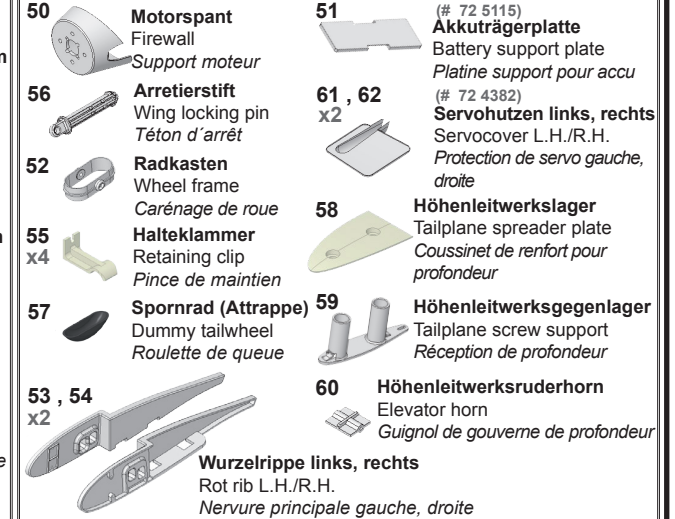 50
Motorspant
Firewall
Support moteur
56
Arretierstift
Wing locking pin
Téton d´arrêt
52
Radkasten
Wheel frame
Carénage de roue
55
x4
Halteklammer
Retaining clip
Pince de maintien
57
Spornrad (Attrappe)
Dummy tailwheel
Roulette de queue
53 , 54
x2
Wurzelrippe links, rechts
Rot rib L.H./R.H.
Nervure principale gauche, droite
51
(# 72 5115)
Akkuträgerplatte
Battery support plate
Platine support pour accu
61 , 62
x2
(# 72 4382)
Servohutzen links, rechts
Servocover L.H./R.H.
Protection de servo gauche,
droite
58
Höhenleitwerkslager
Tailplane spreader plate
Coussinet de renfort pour
profondeur
59
Höhenleitwerksgegenlager
Tailplane screw support
Réception de profondeur
60
Höhenleitwerksruderhorn
Elevator horn
Guignol de gouverne de profondeur